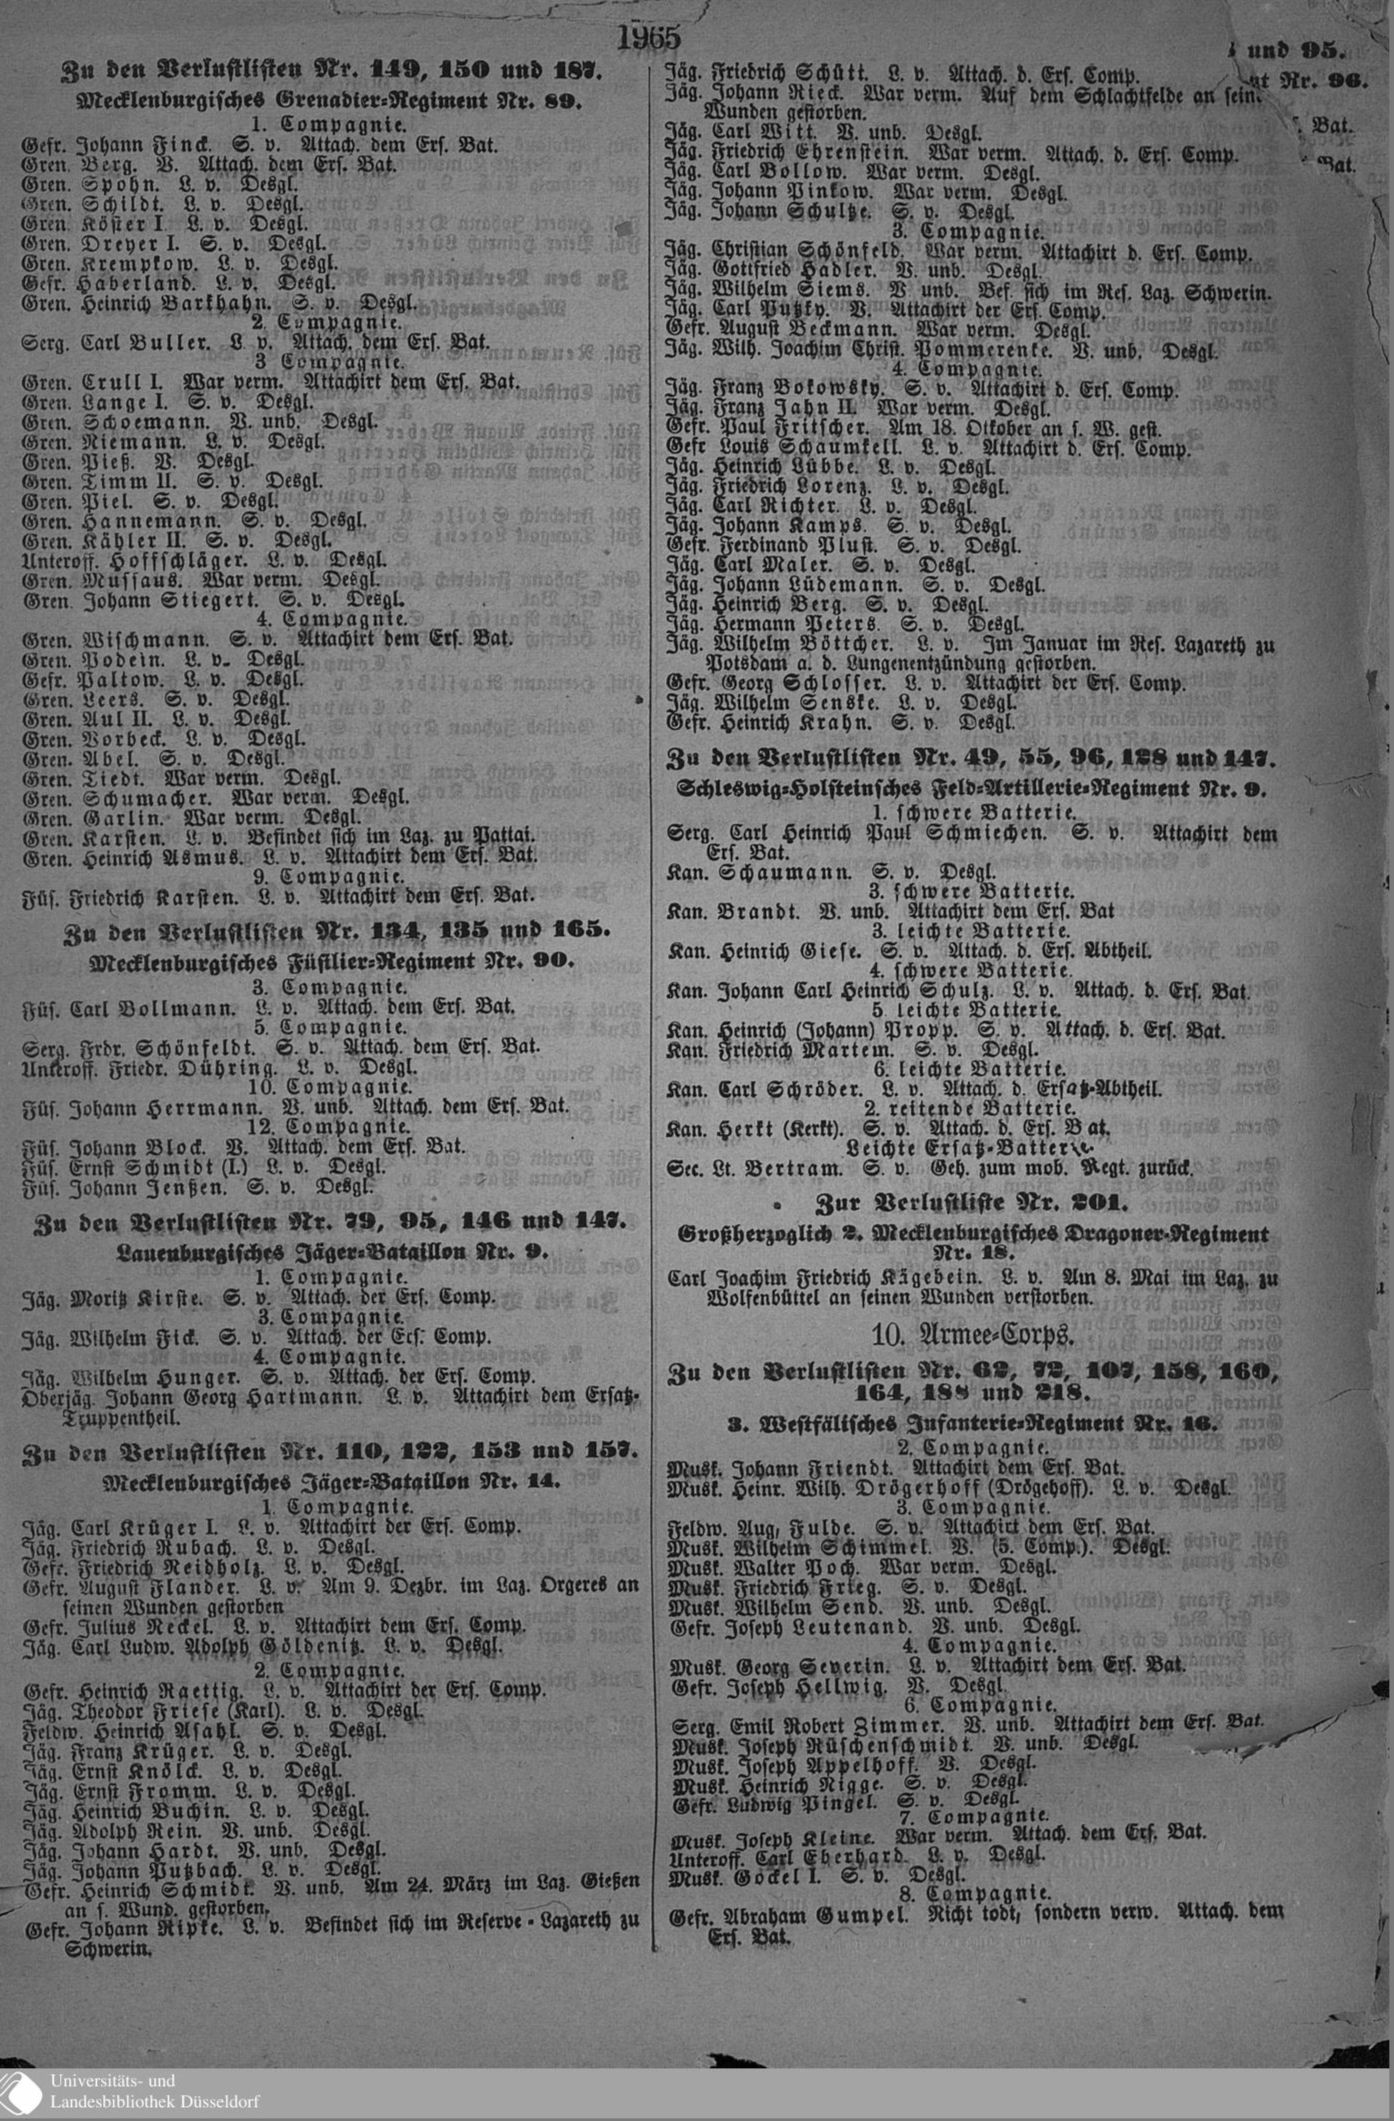 1965
Zu den Verlustlisten Nr. 149, 150 und 187.
Mecklenburgisches Grenadier-Regiment Nr. 89.
1. Compagnie.
Gefr. Johann Finck. S. v. Attach. dem Ers. Bat.
Gren. Berg. V. Attach. dem Ers. Bat.
Gren. Spohn. L. v. Desgl.
Gren. Schildt. L. v. Desgl.
Gren. Köster I. L. v. Desgl.
Gren. Dreyer I. S. v. Desgl.
Gren. Krempkow. L. v. Desgl.
Gefr. Haberland. L. v. Desgl.
Gren. Heinrich Barkhahn. S. v. Desgl.
2. Compagnie.
Serg. Carl Buller. L v. Attach. dem Ers. Bat.
3 Compagnie.
Gren. Crull I. War verm. Attachirt dem Ers. Bat.
Gren. Lange I. S. v. Desgl.
Gren. Schoemann. V. unb. Desgl.
Gren. Niemann. L. v. Desgl.
Gren. Pieß. V. Desgl.
Gren. Timm II. S. v. Desgl.
Gren. Piel. S. v. Desgl.
Gren. Hannemann. S. v. Desgl.
Gren. Kähler II. S. v. Desgl.
Unteroff. Hoffschläger. L. v. Desgl.
Gren. Mussaus. War verm. Desgl.
Gren. Johann Stiegert. S. v. Desgl.
4. Compagnie.
Gren. Wischmann. S. v. Attachirt dem Ers. Bat.
Gren. Podein. L. v. Desgl.
Gefr. Paltow. L. v. Desgl.
Gren. Leers. S. v. Desgl.
Gren. Aul II. L. v. Desgl.
Gren. Vorbeck. L. v. Desgl.
Gren. Abel. S. v. Desgl.
Gren. Tiedt. War verm. Desgl.
Gren. Schumacher. War verm. Desgl.
Gren. Garlin. War verm. Desgl.
Gren. Karsten. L. v. Befindet sich im Laz. zu Pattai.
Gren. Heinrich Asmus. L. v. Attachirt dem Ers. Bat.
9. Compagnie.
Füs. Friedrich Karsten. L. v. Attachirt dem Ers. Bat.
Zu den Verlustlisten Nr. 134, 135 und 165.
Mecklenburgisches Füsilier-Regiment Nr. 90.
3. Compagnie.
Füs. Carl Bollmann. L. v. Attach. dem Ers. Bat.
5. Compagnie.
Serg. Frdr. Schönfeldt. S. v. Attach. dem Ers. Bat.
Unteroff. Friedr. Dühring. L. v. Desgl.
10. Compagnie.
Füs. Johann Herrmann. V. unb. Attach. dem Ers. Bat.
12. Compagnie.
Füs. Johann Block. V. Attach. dem Ers. Bat.
Füs. Ernst Schmidt (I.) L. v. Desgl.
Füs. Johann Jenßen. S. v. Desgl.
Zu den Verlustlisten Nr. 79, 95, 146 und 147.
Lauenburgisches Jäger-Bataillon Nr. 9.
1. Compagnie.
Jäg. Moritz Kirste. S. v. Attach. der Ers. Comp.
3. Compagnie.
Jäg. Wilhelm Fick. S. v. Attach. der Ers. Comp.
4. Compagnie.
Jäg. Wilhelm Hunger. S. v. Attach. der Ers. Comp.
Oberjäg. Johann Georg Hartmann. L. v. Attachirt dem Ersatz-
Truppentheil.
Zu den Verlustlisten Nr. 110, 122, 153 und 157.
Mecklenburgisches Jäger-Bataillon Nr. 14.
1. Compagnie.
Jäg. Carl Krüger I. L. v. Attachirt der Ers. Comp.
Jäg. Friedrich Rubach. L. v. Desgl.
Gefr. Friedrich Neidholz. L. v. Desgl.
Gefr. August Flander. L. v. Am 9. Dezbr. im Laz. Orgeres an
seinen Wunden gestorben
Gefr. Julius Neckel. L. v. Attachirt dem Ers. Comp.
Jäg. Carl Ludw. Adolph Göldenitz. L. v. Desgl.
2. Compagnie.
Gefr. Heinrich Raettig. L. v. Attachirt der Ers. Comp.
Jäg. Theodor Friese (Karl). L. v. Desgl.
Feldw. Heinrich Asahl. S. v. Desgl.
Jäg. Franz Krüger. L. v. Desgl.
Jäg. Ernst Knölck. L. v. Desgl.
Jäg. Ernst Fromm. L. v. Desgl.
Jäg. Heinrich Buchin. L. v. Desgl.
Jäg. Adolph Rein. V. unb. Desgl.
Jäg. Johann Hardt. V. unb. Desgl.
Jäg. Johann Putzbach. L. v. Desgl.
Gefr. Heinrich Schmidt. V. unb. Am 24. März im Laz. Gießen
an s. Wund. gestorben.
Gefr. Johann Ripke. L. v. Befindet sich im Reserve-Lazareth zu
Schwerin.
Jäg. Friedrich Schütt. L. v. Attach. d. Ers. Comp.
Jäg. Johann Rieck. War verm. Auf dem Schlachtfelde an sein.
Wunden gestorben.
Jäg. Carl Witt. V. unb. Desgl.
Jäg. Friedrich Ehrenstein. War verm. Attach. d. Ers. Comp.
Jäg. Carl Bollow. War verm. Desgl.
Jäg. Johann Pinkow. War verm. Desgl.
Jäg. Johann Schultze. S. v. Desgl.
3. Compagnie.
Jäg. Christian Schönfeld. War verm. Attachirt d. Ers. Comp.
Jäg. Gottfried Hadler. V. unb. Desgl.
Jäg. Wilhelm Siems. V unb. Bef. sich im Res. Laz. Schwerin.
Jäg. Carl Putzky. V. Attachirt der Ers. Comp.
Gefr. August Beckmann. War verm. Desgl.
Jäg. Wilh. Joachim Christ. Pommerenke. V. unb. Desgl.
4. Compagnie.
Jäg. Franz Bokowsky. S. v. Attachirt d. Ers. Comp.
Jäg. Franz Jahn II. War verm. Desgl.
Gefr. Paul Fritscher. Am 18. Oktober an s. W. gest.
Gefr Louis Schaumkell. L. v. Attachirt d. Ers. Comp.
Jäg. Heinrich Lübbe. L. v. Desgl.
Jäg. Friedrich Lorenz. L. v. Desgl.
Jäg. Carl Richter. L. v. Desgl.
Jäg. Johann Kamps. S. v. Desgl.
Gefr. Ferdinand Plust. S. v. Desgl.
Jäg. Carl Maler. S. v. Desgl.
Jäg. Johann Lüdemann. S. v. Desgl.
Jäg. Heinrich Berg. S. v. Desgl.
Jäg. Hermann Peters. S. v. Desgl.
Jäg. Wilhelm Böttcher. L. v. Im Januar im Res. Lazareth zu
Potsdam a. d. Lungenentzündung gestorben.
Gefr. Georg Schlosser. L. v. Attachirt der Ers. Comp.
Jäg. Wilhelm Senske. L. v. Desgl.
Gefr. Heinrich Krahn. S. v. Desgl.
Zu den Verlustlisten Nr. 49, 55, 96, 128 und 147.
Schleswig-Holsteinsches Feld-Artillerie-Regiment Nr. 9.
1. schwere Batterie.
Serg. Carl Heinrich Paul Schmiechen. S. v. Attachirt dem
Ers. Bat.
Kan. Schaumann. S. v. Desgl.
3. schwere Batterie.
Kan. Brandt. V. unb. Attachirt dem Ers. Bat
3. leichte Batterie.
Kan. Heinrich Giese. S. v. Attach. d. Ers. Abtheil.
4. schwere Batterie.
Kan. Johann Carl Heinrich Schulz. L. v. Attach. d. Ers. Bat.
5 leichte Batterie.
Kan. Heinrich (Johann) Propp. S. v. Attach. d. Ers. Bat.
Kan. Friedrich Martem. S. v. Desgl.
6. leichte Batterie.
Kan. Carl Schröder. L. v. Attach. d. Ersatz-Abtheil.
2. reitende Batterie.
Kan. Herkt (Kerkt). S. v. Attach. d. Ers. Bat.
Leichte Ersatz-Batterie.
Sec. Lt. Bertram. S. v. Geh. zum mob. Regt. zurück.
Zur Verlustliste Nr. 201.
Großherzoglich 2. Mecklenburgisches Dragoner-Regiment
Nr. 18.
Carl Joachim Friedrich Kägebein. L. v. Am 8. Mai im Laz. zu
Wolfenbüttel an seinen Wunden verstorben.
10. Armee-Corps.
Zu den Verlustlisten Nr. 62, 72, 107, 158, 160,
164, 188 und 218.
3. Westfälisches Infanterie-Regiment Nr. 16.
2. Compagnie.
Musk. Johann Friendt. Attachirt dem Ers. Bat.
Musk. Heinr. Wilh. Drögerhoff (Drögehoff). L. v. Desgl.
3. Compagnie.
Feldw. Aug, Fulde. S. v. Attachirt dem Ers. Bat.
Musk. Wilhelm Schimmel. V. (5. Comp.). Desgl.
Musk. Walter Poch. War verm. Desgl.
Musk. Friedrich Frieg. S. v. Desgl.
Musk. Wilhelm Send. V. unb. Desgl.
Gefr. Joseph Leutenand. V. unb. Desgl.
4. Compagnie.
Musk. Georg Severin. L. v. Attachirt dem Ers. Bat.
Gefr. Joseph Hellwig. V. Desgl.
6. Compagnie.
Serg. Emil Robert Zimmer. V. unb. Attachirt dem Ers. Bat.
Musk. Joseph Rüschenschmidt. V. unb. Desgl.
Musk. Joseph Appelhoff. V. Desgl.
Musk. Heinrich Nigge. S. v. Desgl.
Gefr. Ludwig Pingel. S. v. Desgl.
7. Compagnie.
Musk. Joseph Kleine. War verm. Attach. dem Ers. Bat.
Unteroff. Carl Eberhard. L. v. Desgl.
Musk. Göckel I. S. v. Desgl.
8. Compagnie.
Gefr. Abraham Gumpel. Nicht todt, sondern verw. Attach. dem
Ers. Bat.
und 95.
Nr. 96.
Bat.
Bat.
Universitäts- und
Landesbibliothek Düsseldorf